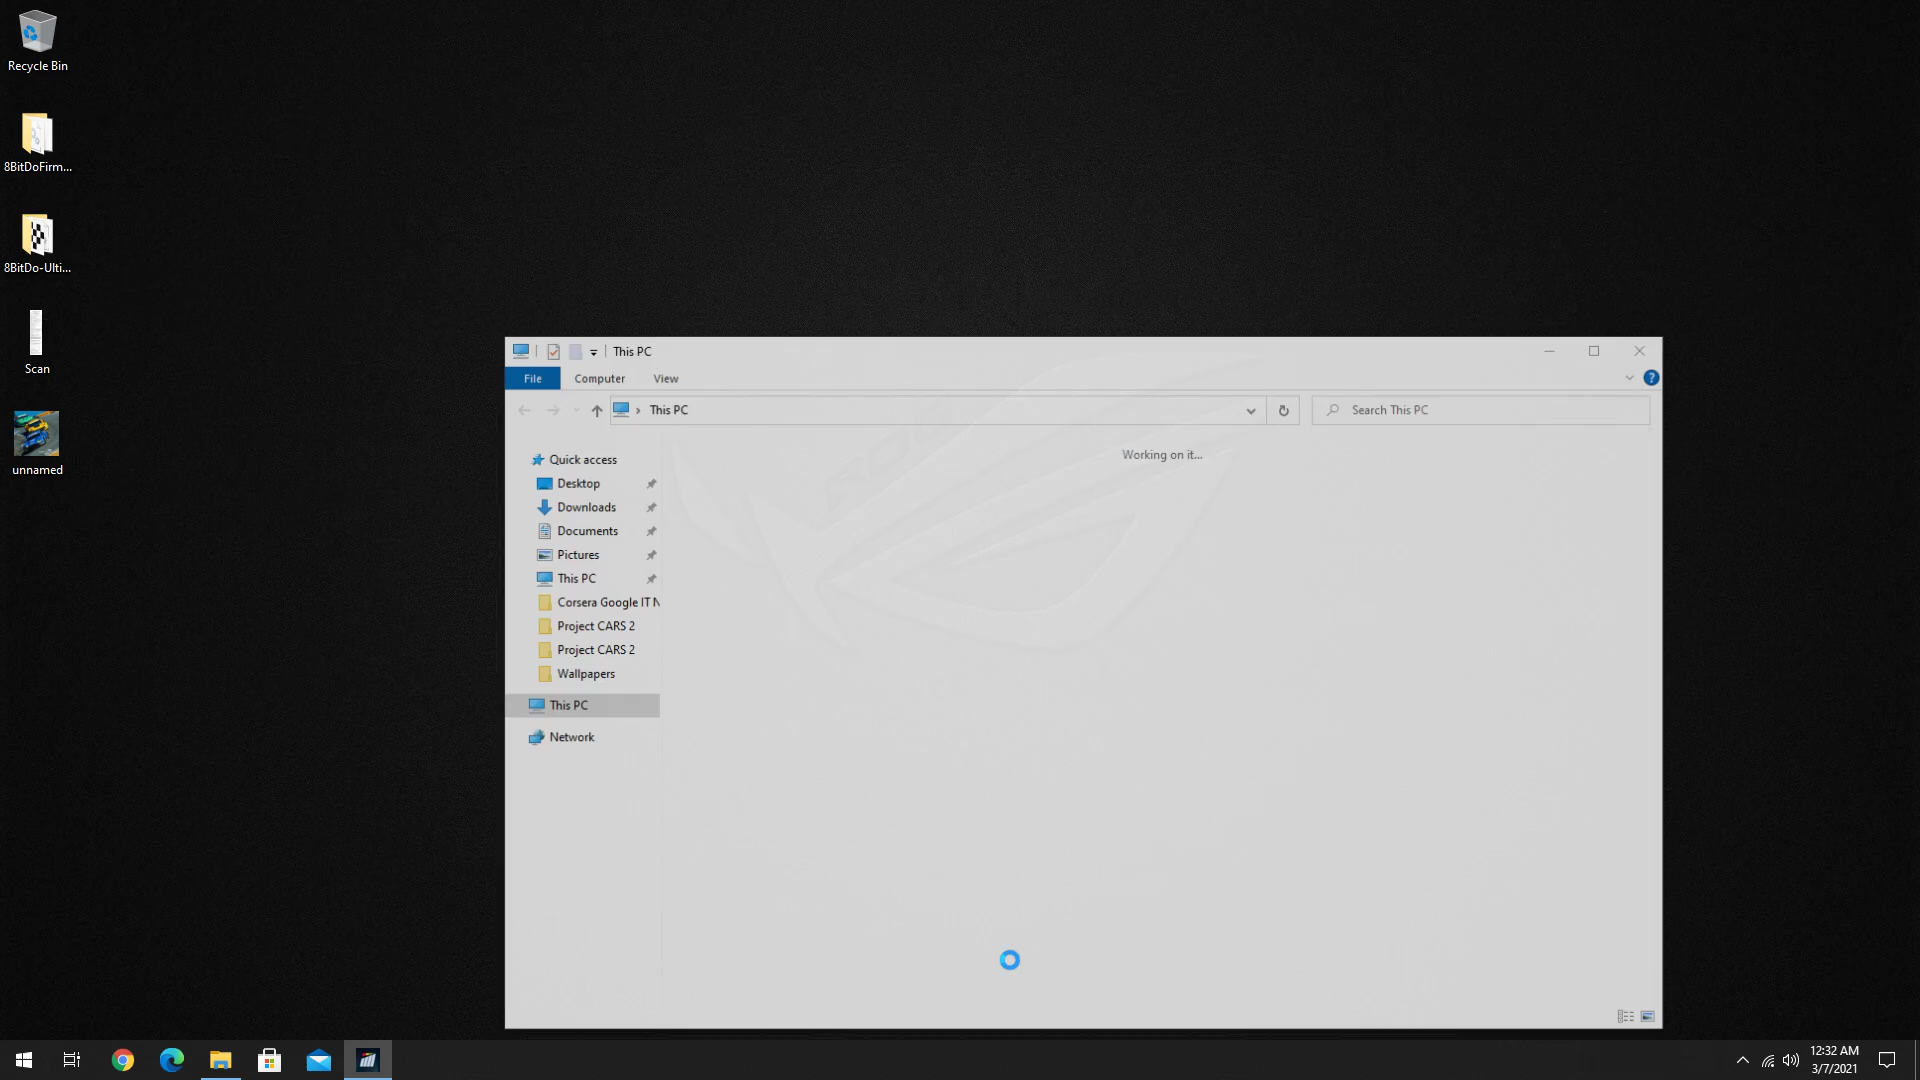 Recycle Bin
8BitDoFirm...
8BitDo-Ulti...
Scan
unnamed
This PC
File
Computer
View
This PC
Search This PC
Working on it...
Quick access
Desktop
Downloads
Documents
Pictures
This PC
Corsera Google IT N
Project CARS 2
Project CARS 2
Wallpapers
This PC
Network
12:32 AM
3/7/2021